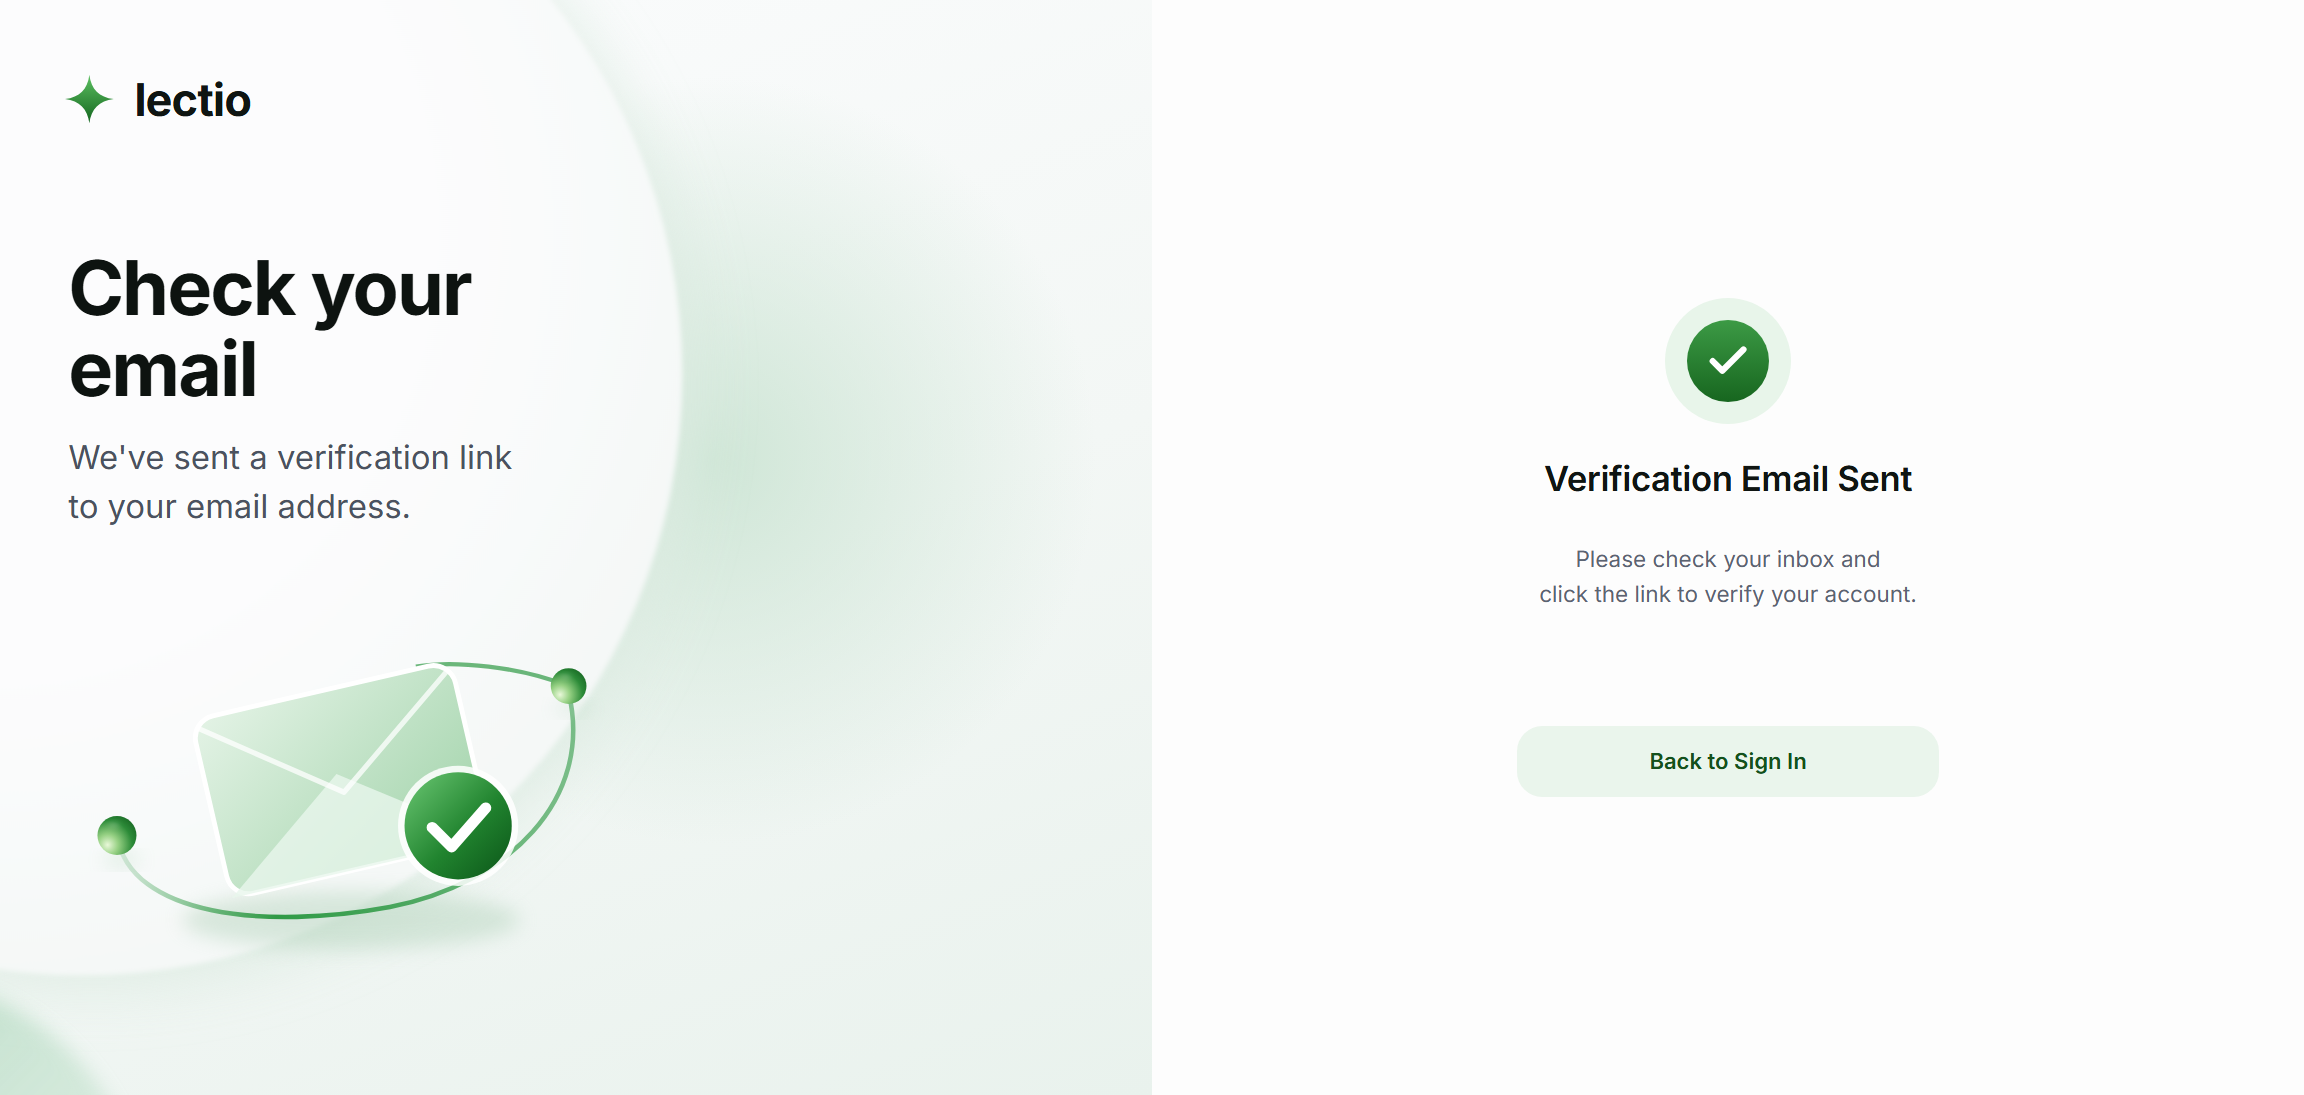 lectio
Check your
email
We've sent a verification link
to your email address.
Verification Email Sent
Please check your inbox and
click the link to verify your account.
Back to Sign In